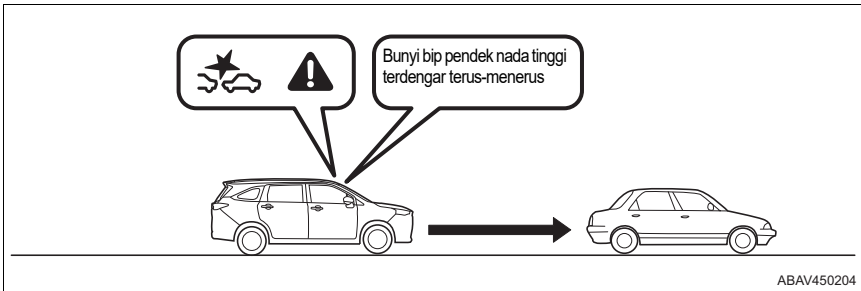 Bunyi bip pendek nada tinggi
terdengar terus-menerus
ABAV450204